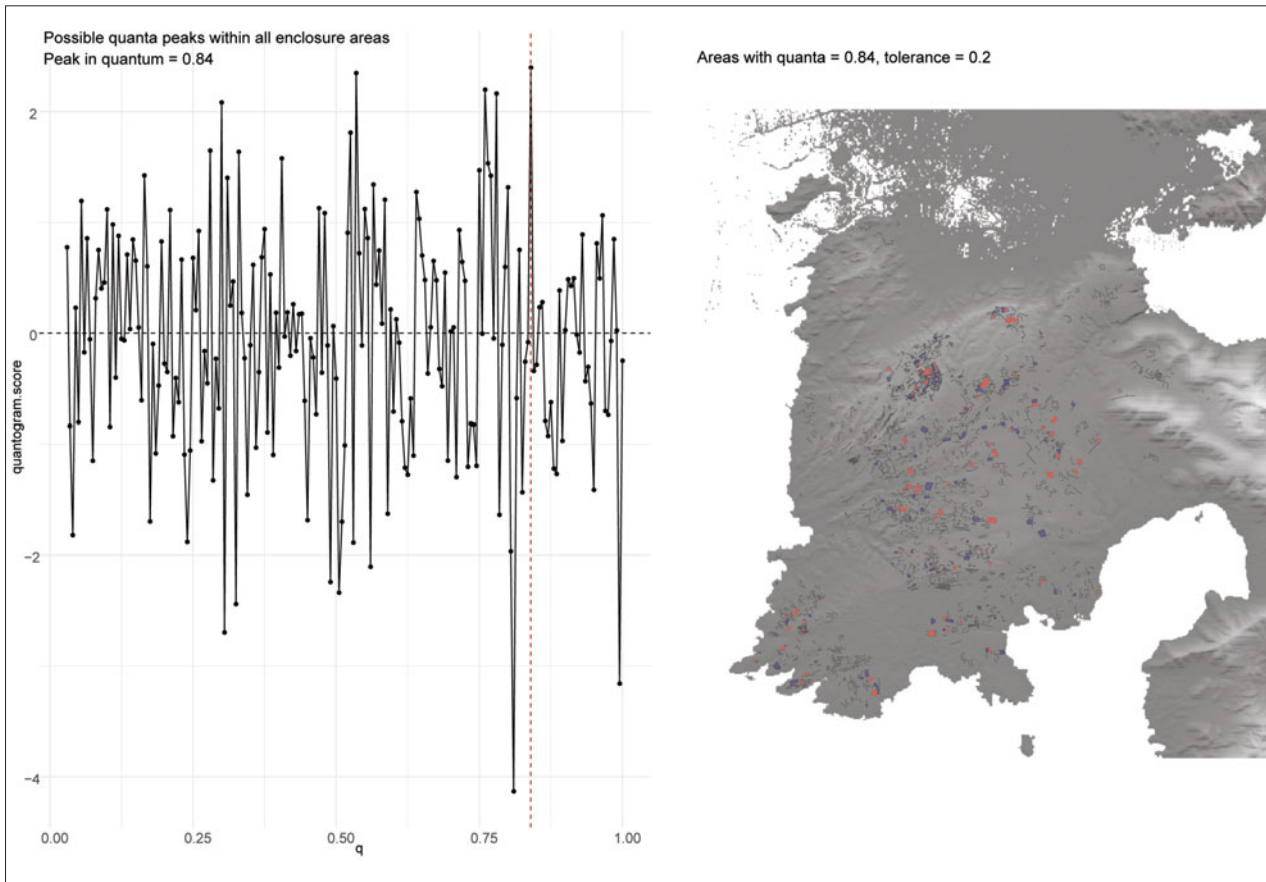 Possible quanta peaks within all enclosure areas
Peak in quantum = 0.84
Areas with quanta = 0.84, tolerance = 0.2
quantogram.score
2
0
-2
-4
0.00 0.25 0.50 0.75 1.00
q